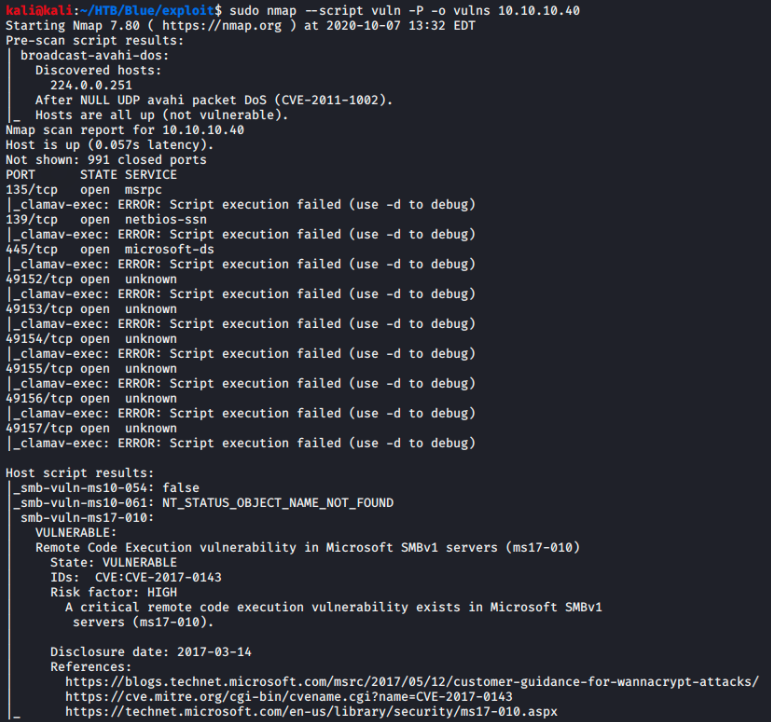 kali@kali:~/HTB/Blue/exploit$ sudo nmap --script vuln -P -o vulns 10.10.10.40
Starting Nmap 7.80 ( https://nmap.org ) at 2020-10-07 13:32 EDT
Pre-scan script results:
| broadcast-avahi-dos:
|   Discovered hosts:
|     224.0.0.251
|   After NULL UDP avahi packet DoS (CVE-2011-1002).
|_  Hosts are all up (not vulnerable).
Nmap scan report for 10.10.10.40
Host is up (0.057s latency).
Not shown: 991 closed ports
PORT      STATE SERVICE
135/tcp   open  msrpc
|_clamav-exec: ERROR: Script execution failed (use -d to debug)
139/tcp   open  netbios-ssn
|_clamav-exec: ERROR: Script execution failed (use -d to debug)
445/tcp   open  microsoft-ds
|_clamav-exec: ERROR: Script execution failed (use -d to debug)
49152/tcp open  unknown
|_clamav-exec: ERROR: Script execution failed (use -d to debug)
49153/tcp open  unknown
|_clamav-exec: ERROR: Script execution failed (use -d to debug)
49154/tcp open  unknown
|_clamav-exec: ERROR: Script execution failed (use -d to debug)
49155/tcp open  unknown
|_clamav-exec: ERROR: Script execution failed (use -d to debug)
49156/tcp open  unknown
|_clamav-exec: ERROR: Script execution failed (use -d to debug)
49157/tcp open  unknown
|_clamav-exec: ERROR: Script execution failed (use -d to debug)

Host script results:
|_smb-vuln-ms10-054: false
|_smb-vuln-ms10-061: NT_STATUS_OBJECT_NAME_NOT_FOUND
| smb-vuln-ms17-010:
|   VULNERABLE:
|   Remote Code Execution vulnerability in Microsoft SMBv1 servers (ms17-010)
|     State: VULNERABLE
|     IDs:  CVE:CVE-2017-0143
|     Risk factor: HIGH
|       A critical remote code execution vulnerability exists in Microsoft SMBv1
|        servers (ms17-010).
|
|     Disclosure date: 2017-03-14
|     References:
|       https://blogs.technet.microsoft.com/msrc/2017/05/12/customer-guidance-for-wannacrypt-attacks/
|       https://cve.mitre.org/cgi-bin/cvename.cgi?name=CVE-2017-0143
|_      https://technet.microsoft.com/en-us/library/security/ms17-010.aspx